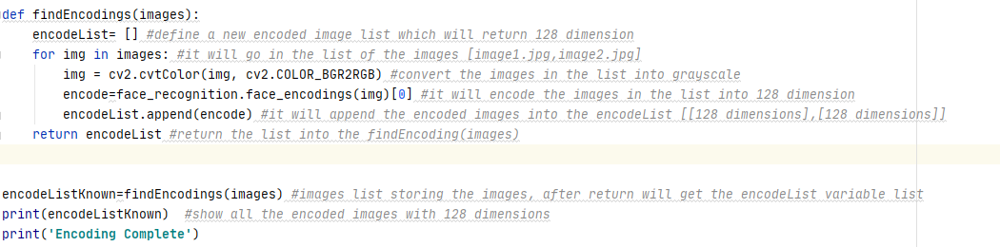 def findEncodings(images):
    encodeList= [] #define a new encoded image list which will return 128 dimension
    for img in images: #it will go in the list of the images [image1.jpg,image2.jpg]
        img = cv2.cvtColor(img, cv2.COLOR_BGR2RGB) #convert the images in the list into grayscale
        encode=face_recognition.face_encodings(img)[0] #it will encode the images in the list into 128 dimension
        encodeList.append(encode) #it will append the encoded images into the encodeList [[128 dimensions],[128 dimensions]]
    return encodeList #return the list into the findEncoding(images)
encodeListKnown=findEncodings(images) #images list storing the images, after return will get the encodeList variable list
print(encodeListKnown)  #show all the encoded images with 128 dimensions
print('Encoding Complete')